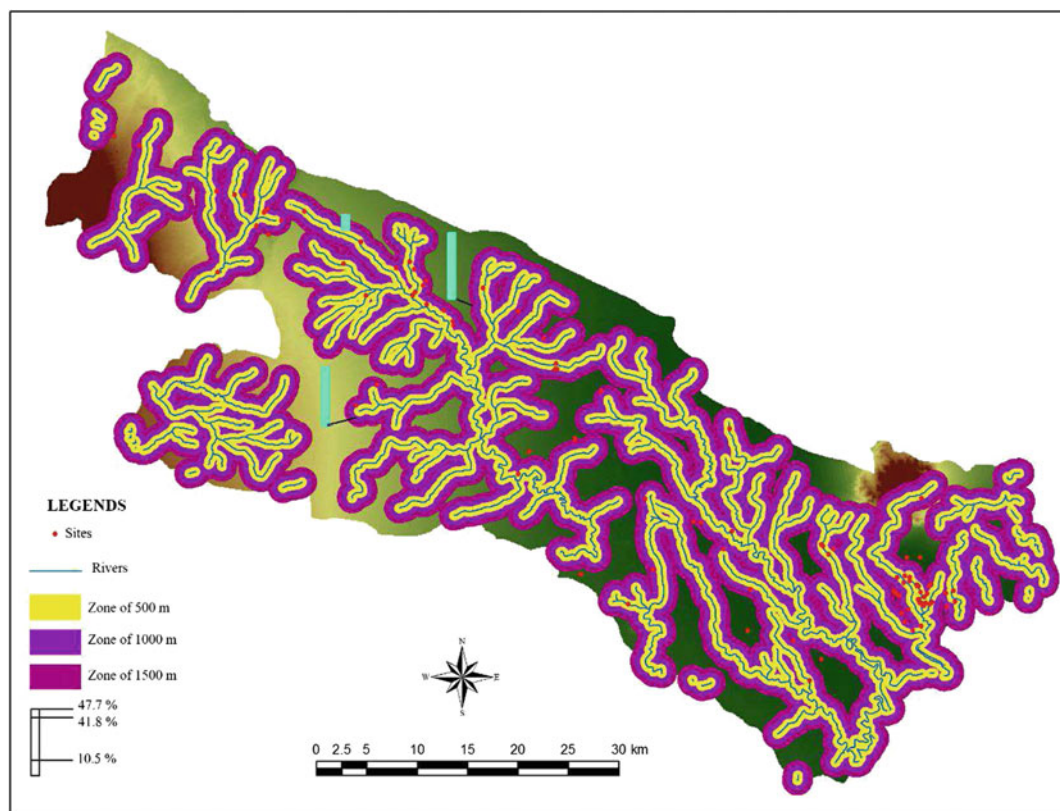 LEGENDS
Sites
Rivers
Zone of 500 m
Zone of 1000 m
Zone of 1500 m
47.7 %
41.8 %
10.5 %
N
W E
S
0 2.5 5 10 15 20 25 30 km